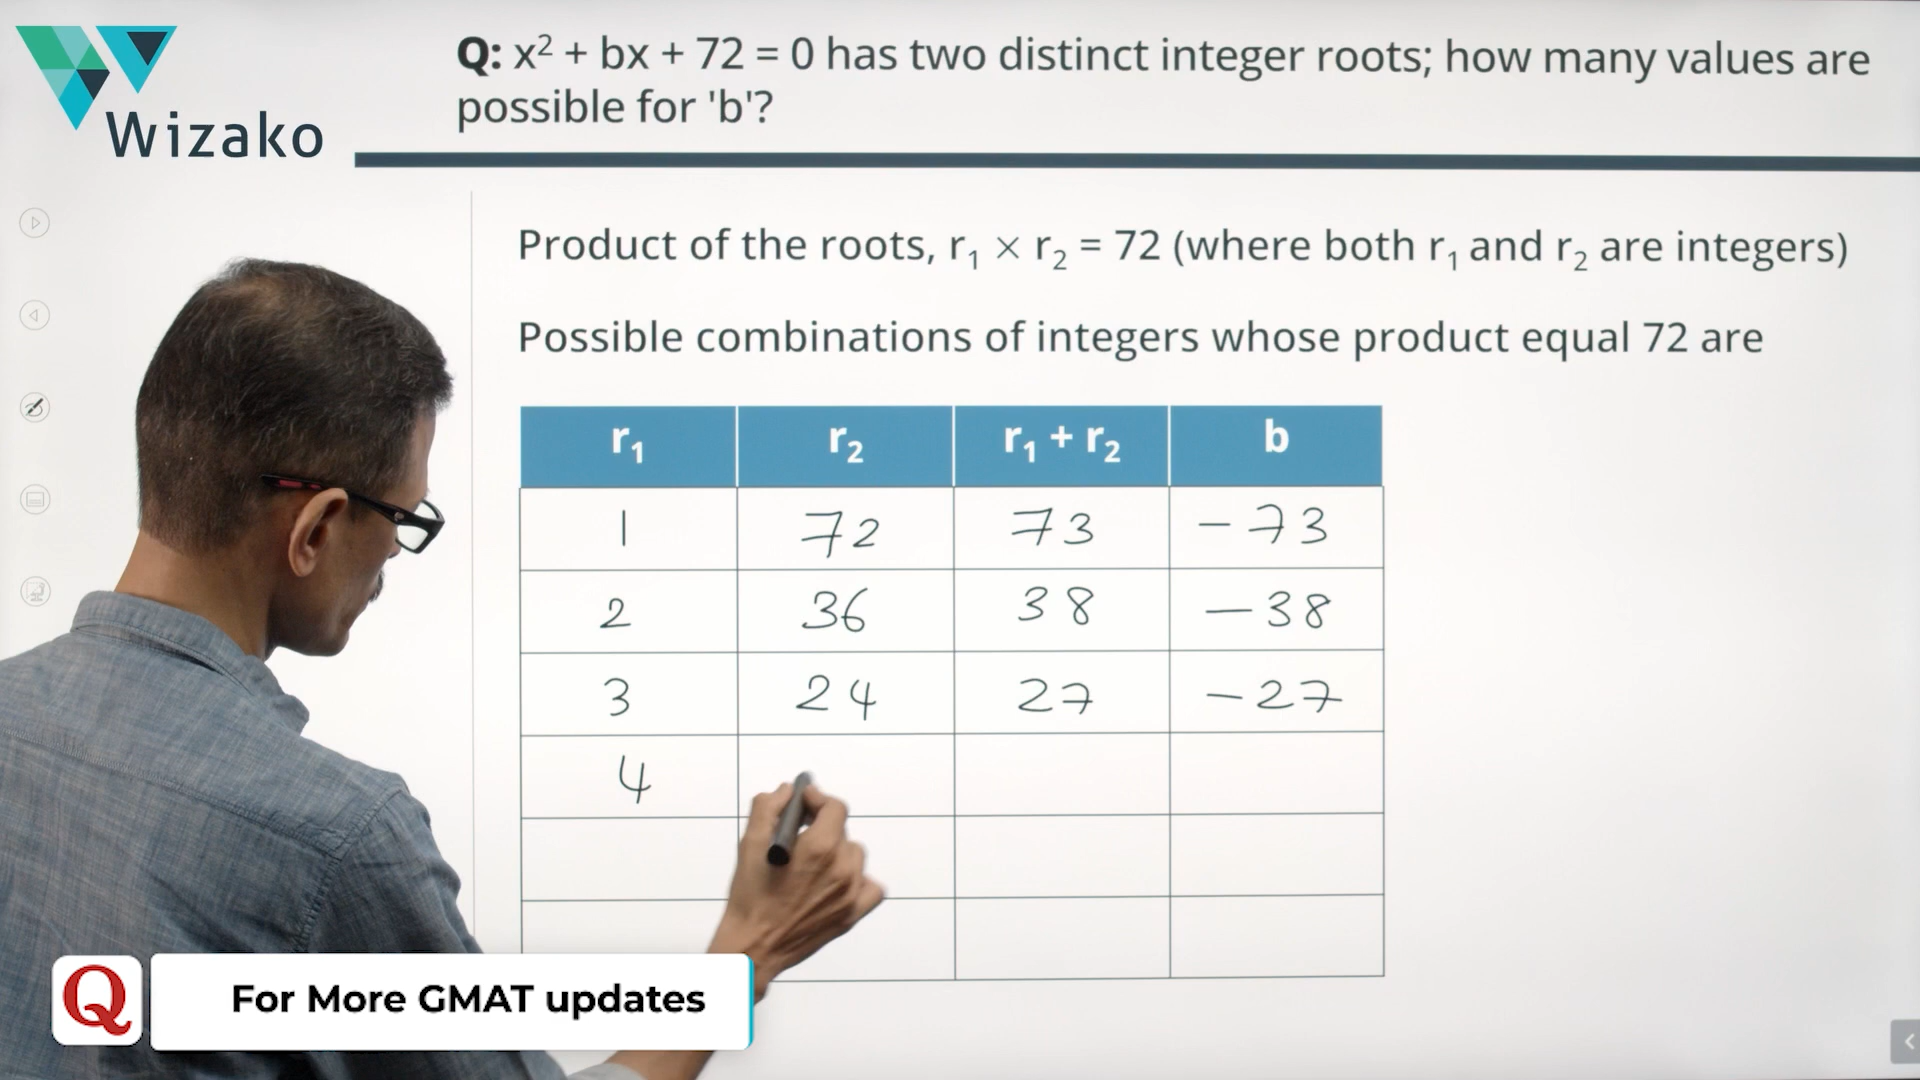 Wizako
Q: x² + bx + 72 = 0 has two distinct integer roots; how many values are
possible for 'b'?
Product of the roots, r₁ × r₂ = 72 (where both r₁ and r₂ are integers)
Possible combinations of integers whose product equal 72 are
r₁ r₂ r₁ + r₂ b
1 72 73 -73
2 36 38 -38
3 24 27 -27
4
Q For More GMAT updates